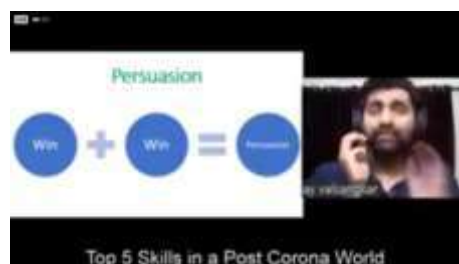 Persuasion
Win + Win = Persuasion
Top 5 Skills in a Post Corona World